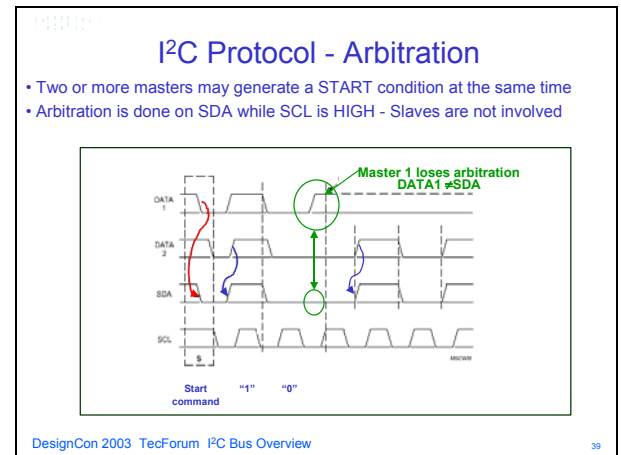 I²C Protocol - Arbitration
• Two or more masters may generate a START condition at the same time
• Arbitration is done on SDA while SCL is HIGH - Slaves are not involved
Master 1 loses arbitration
DATA1 ≠SDA
DATA
1
DATA
2
SDA
SCL
S
Start
command
“1”
“0”
DesignCon 2003 TecForum I²C Bus Overview
39